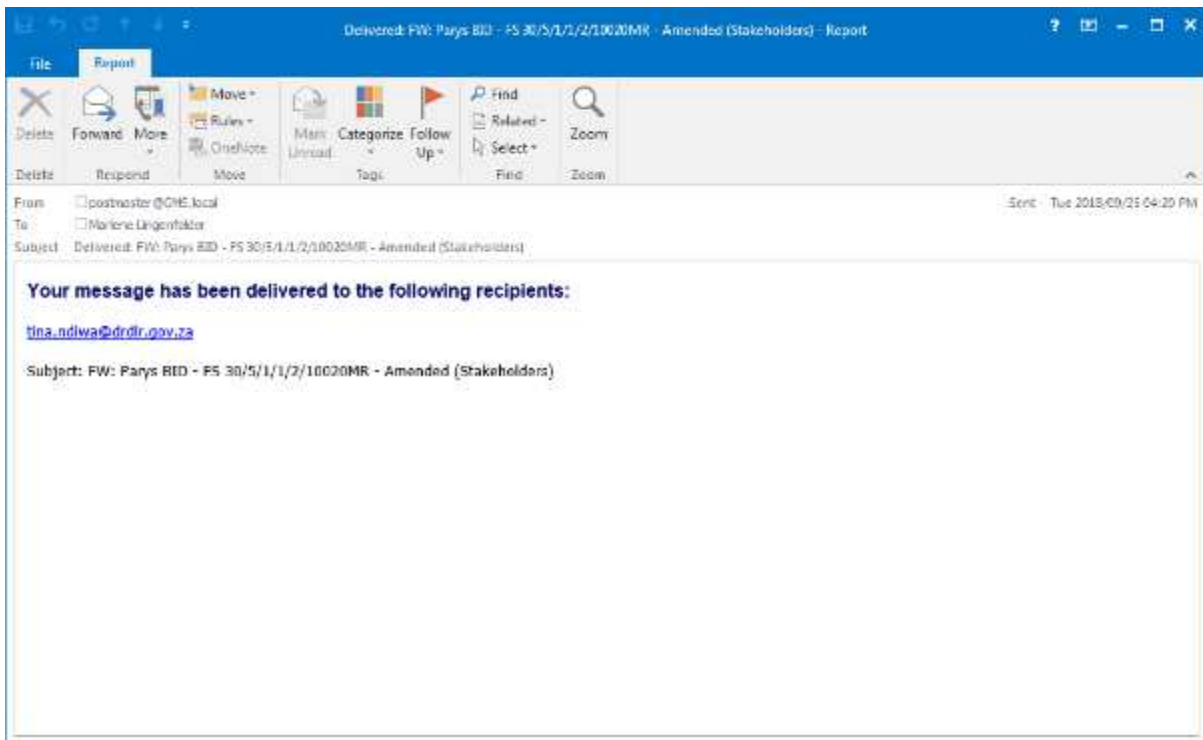 Delivered: FW: Parys BID - FS 30/5/1/1/2/10020MR - Amended (Stakeholders) - Report
File Report
Delete Forward More
Move
Rules
OneNote
Mark Unread
Categorize
Follow Up
Find
Related
Select
Zoom
Delete Respond Move Tags Find Zoom
From postmaster@CME.local
Sent Tue 2018/09/25 04:20 PM
To Marlene Lingenfelder
Subject Delivered: FW: Parys BID - FS 30/5/1/1/2/10020MR - Amended (Stakeholders)
Your message has been delivered to the following recipients:
tina.ndiwa@drdlr.gov.za
Subject: FW: Parys BID - FS 30/5/1/1/2/10020MR - Amended (Stakeholders)